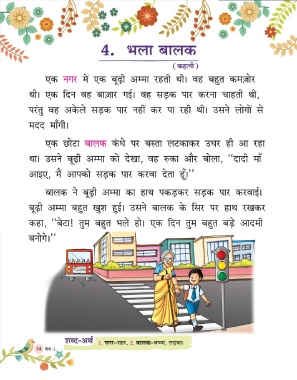 4. भला बालक
(कहानी)
एक नगर में एक बूढ़ी अम्मा रहती थी। वह बहुत कमज़ोर
थी। एक दिन वह बाज़ार गई। वह सड़क पार करना चाहती थी,
परंतु वह अकेले सड़क पार नहीं कर पा रही थी। उसने लोगो से
मदद माँगी।
एक छोटा बालक कंधे पर बस्ता लटकाकर उधर ही आ रहा
था। उसने बूढ़ी अम्मा को देखा, वह रुका और बोला, “दादी माँ
आइए, मैं आपको सड़क पार करवा देता हूँ।”
बालक ने बूढ़ी अम्मा का हाथ पकड़कर सड़क पार करवाई।
बूढ़ी अम्मा बहुत खुश हुई। उसने बालक के सिर पर हाथ रखकर
कहा, “बेटा! तुम बहुत भले हो। एक दिन तुम बहुत बड़े आदमी
बनोगे।”
शब्द-अर्थ
1. नगर-शहर, 2. बालक-बच्चा, लड़का।
14